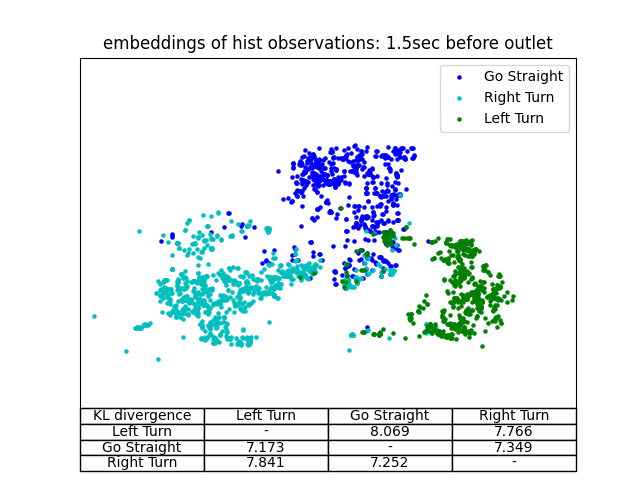 embeddings of hist observations: 1.5sec before outlet
Go Straight
Right Turn
Left Turn
KL divergence Left Turn Go Straight Right Turn
Left Turn - 8.069 7.766
Go Straight 7.173 - 7.349
Right Turn 7.841 7.252 -